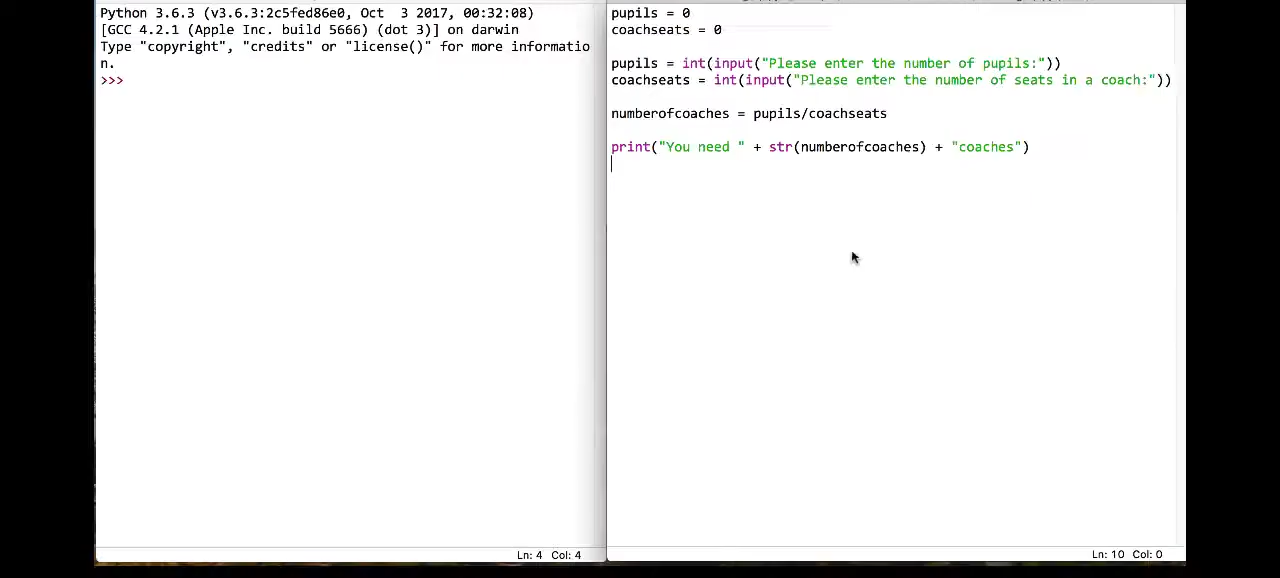 Python 3.6.3 (v3.6.3:2c5fed86e0, Oct  3 2017, 00:32:08)
[GCC 4.2.1 (Apple Inc. build 5666) (dot 3)] on darwin
Type "copyright", "credits" or "license()" for more informatio
n.
>>>
Ln: 4 Col: 4
pupils = 0
coachseats = 0
pupils = int(input("Please enter the number of pupils:"))
coachseats = int(input("Please enter the number of seats in a coach:"))
numberofcoaches = pupils/coachseats
print("You need " + str(numberofcoaches) + "coaches")
Ln: 10 Col: 0